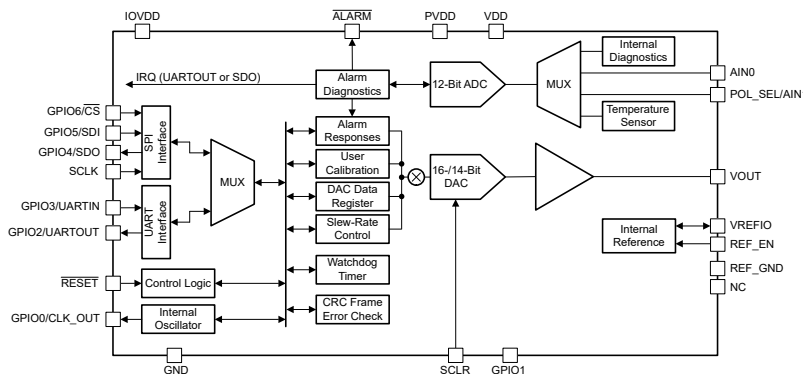 IOVDD
ALARM
PVDD
VDD
IRQ (UARTOUT or SDO)
Alarm
Diagnostics
12-Bit ADC
MUX
Internal
Diagnostics
Temperature
Sensor
AIN0
POL_SEL/AIN
GPIO6/CS
GPIO5/SDI
GPIO4/SDO
SCLK
SPI
Interface
GPIO3/UARTIN
GPIO2/UARTOUT
UART
Interface
MUX
Alarm
Responses
User
Calibration
DAC Data
Register
Slew-Rate
Control
Watchdog
Timer
CRC Frame
Error Check
16-/14-Bit
DAC
VOUT
Internal
Reference
VREFIO
REF_EN
REF_GND
NC
RESET
Control Logic
GPIO0/CLK_OUT
Internal
Oscillator
GND
SCLR
GPIO1